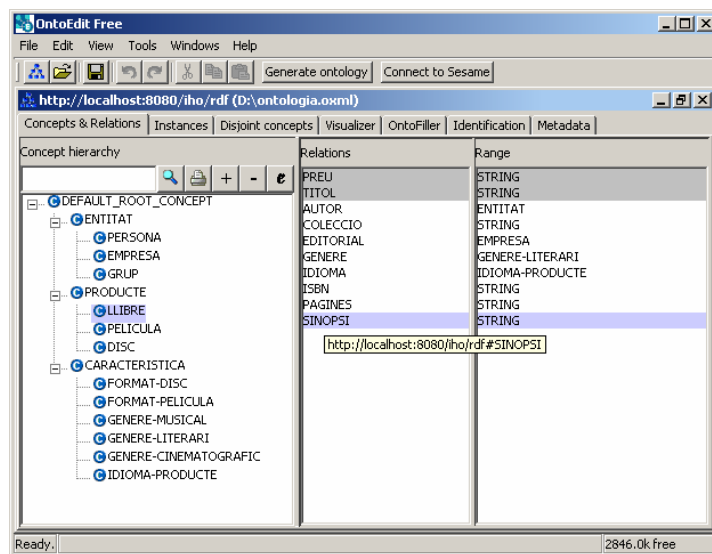 OntoEdit Free
File Edit View Tools Windows Help
Generate ontology Connect to Sesame
http://localhost:8080/iho/rdf (D:\ontologia.oxml)
Concepts & Relations Instances Disjoint concepts Visualizer OntoFiller Identification Metadata
Concept hierarchy
+ - e
DEFAULT_ROOT_CONCEPT
ENTITAT
PERSONA
EMPRESA
GRUP
PRODUCTE
LLIBRE
PELICULA
DISC
CARACTERISTICA
FORMAT-DISC
FORMAT-PELICULA
GENERE-MUSICAL
GENERE-LITERARI
GENERE-CINEMATOGRAFIC
IDIOMA-PRODUCTE
Relations Range
PREU STRING
TITOL STRING
AUTOR ENTITAT
COLECCIO STRING
EDITORIAL EMPRESA
GENERE GENERE-LITERARI
IDIOMA IDIOMA-PRODUCTE
ISBN STRING
PAGINES STRING
SINOPSI STRING
http://localhost:8080/iho/rdf#SINOPSI
Ready. 2846.0k free